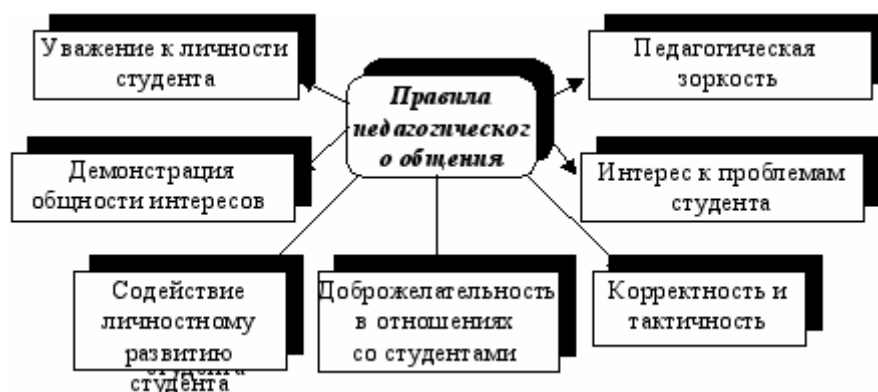 Уважение к личности
студента
Педагогическая
зоркость
Правила
педагогическог
о общения
Демонстрация
общности интересов
Интерес к проблемам
студента
Содействие
личностному
развитию
студента
Доброжелательность
в отношениях
со студентами
Корректность и
тактичность